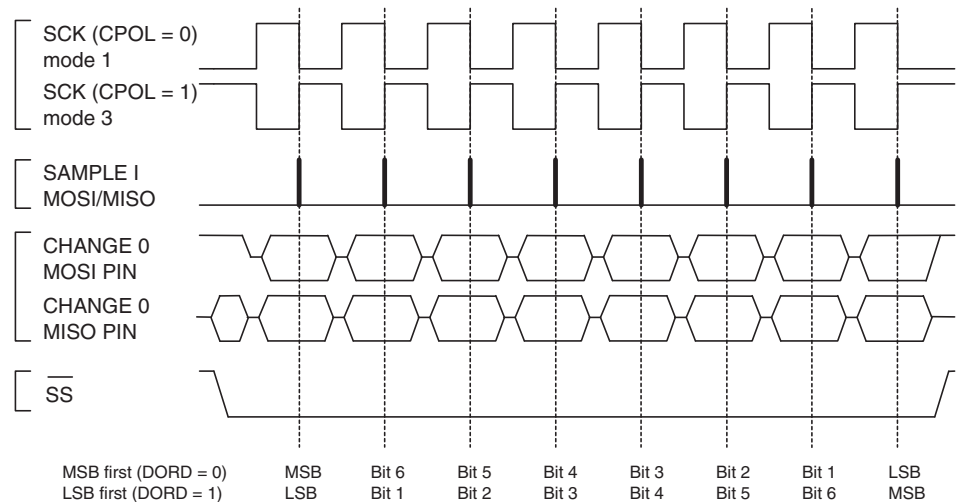 SCK (CPOL = 0)
mode 1
SCK (CPOL = 1)
mode 3
SAMPLE I
MOSI/MISO
CHANGE 0
MOSI PIN
CHANGE 0
MISO PIN
SS
MSB first (DORD = 0) MSB Bit 6 Bit 5 Bit 4 Bit 3 Bit 2 Bit 1 LSB
LSB first (DORD = 1) LSB Bit 1 Bit 2 Bit 3 Bit 4 Bit 5 Bit 6 MSB